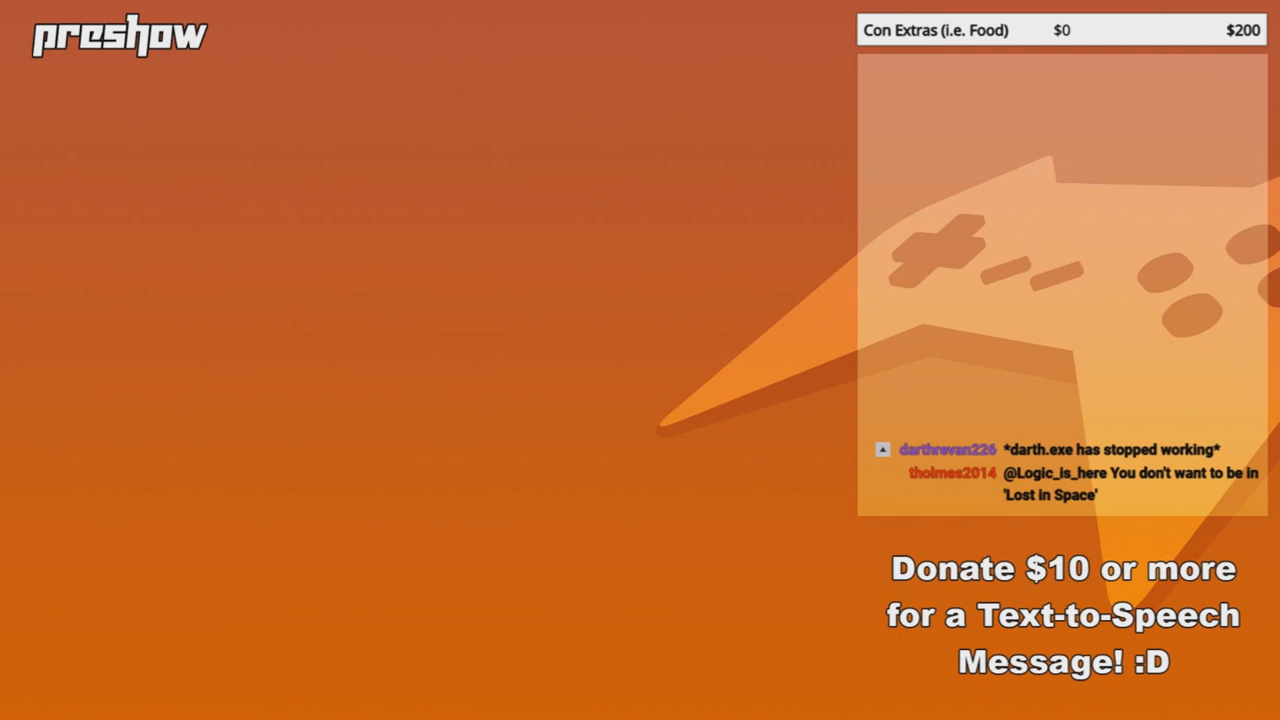 preshow
Con Extras (i.e. Food) $0 $200
darthrevan226 *darth.exe has stopped working*
tholmes2014 @Logic_is_here You don't want to be in
'Lost in Space'
Donate $10 or more
for a Text-to-Speech
Message! :D